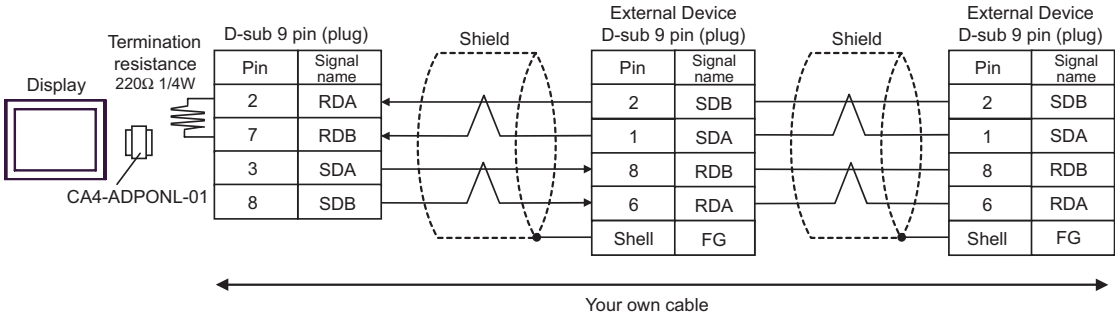 Display
Termination
resistance
220Ω 1/4W
CA4-ADPONL-01
D-sub 9 pin (plug)
Pin Signal name
2 RDA
7 RDB
3 SDA
8 SDB
Shield
External Device
D-sub 9 pin (plug)
Pin Signal name
2 SDB
1 SDA
8 RDB
6 RDA
Shell FG
Shield
External Device
D-sub 9 pin (plug)
Pin Signal name
2 SDB
1 SDA
8 RDB
6 RDA
Shell FG
Your own cable